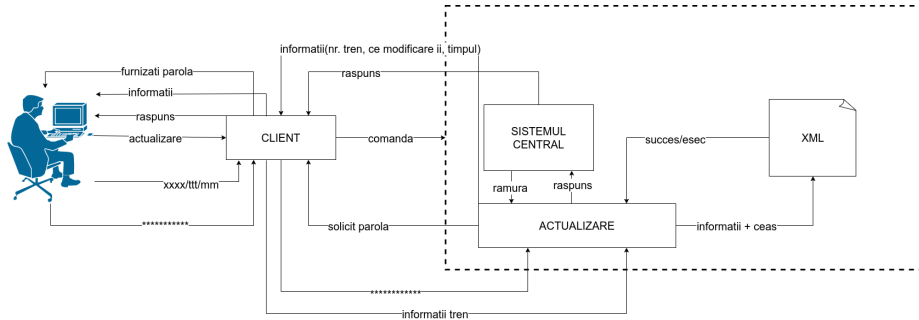 informatii(nr. tren, ce modificare ii, timpul)
furnizati parola
raspuns
informatii
raspuns
actualizare
CLIENT
comanda
SISTEMUL
CENTRAL
succes/esec
XML
xxxx/ttt/mm
ramura
raspuns
***********
solicit parola
ACTUALIZARE
informatii + ceas
************
informatii tren